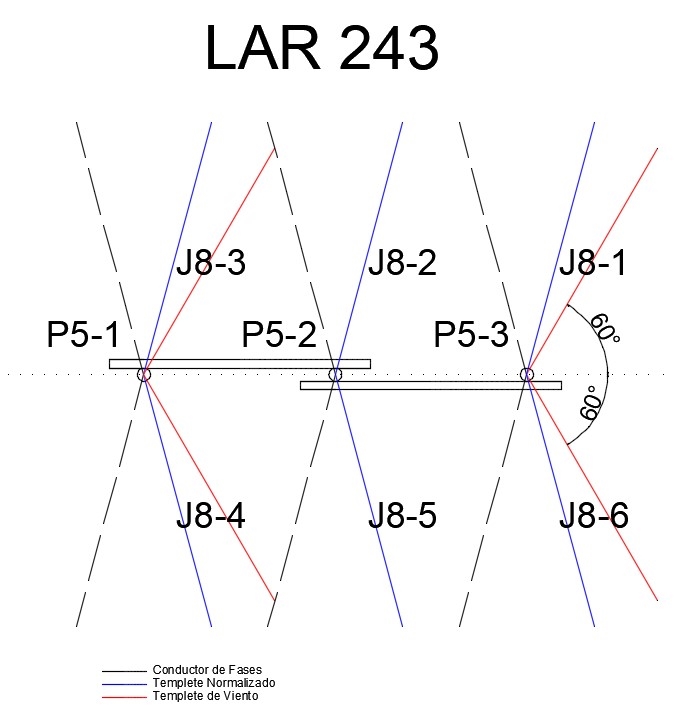 LAR 243
J8-3
J8-2
J8-1
P5-1
P5-2
P5-3
60°
60°
J8-4
J8-5
J8-6
Conductor de Fases
Templete Normalizado
Templete de Viento